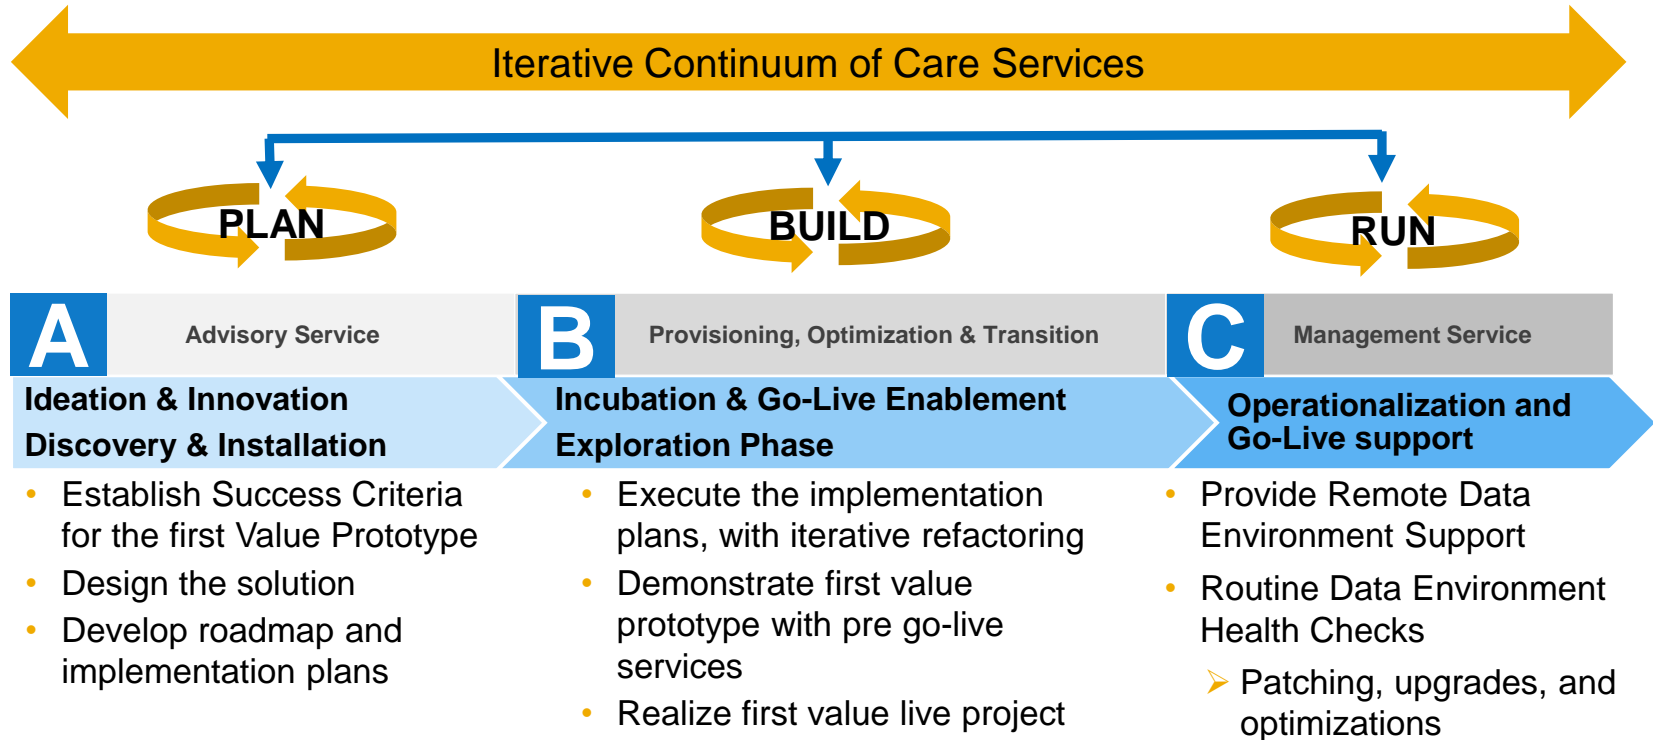 Iterative Continuum of Care Services
PLAN
BUILD
RUN
A
Advisory Service
B
Provisioning, Optimization & Transition
C
Management Service
Ideation & Innovation
Discovery & Installation
Incubation & Go-Live Enablement
Exploration Phase
Operationalization and
Go-Live support
• Establish Success Criteria
for the first Value Prototype
• Design the solution
• Develop roadmap and
implementation plans
• Execute the implementation
plans, with iterative refactoring
• Demonstrate first value
prototype with pre go-live
services
• Realize first value live project
• Provide Remote Data
Environment Support
• Routine Data Environment
Health Checks
➢ Patching, upgrades, and
optimizations